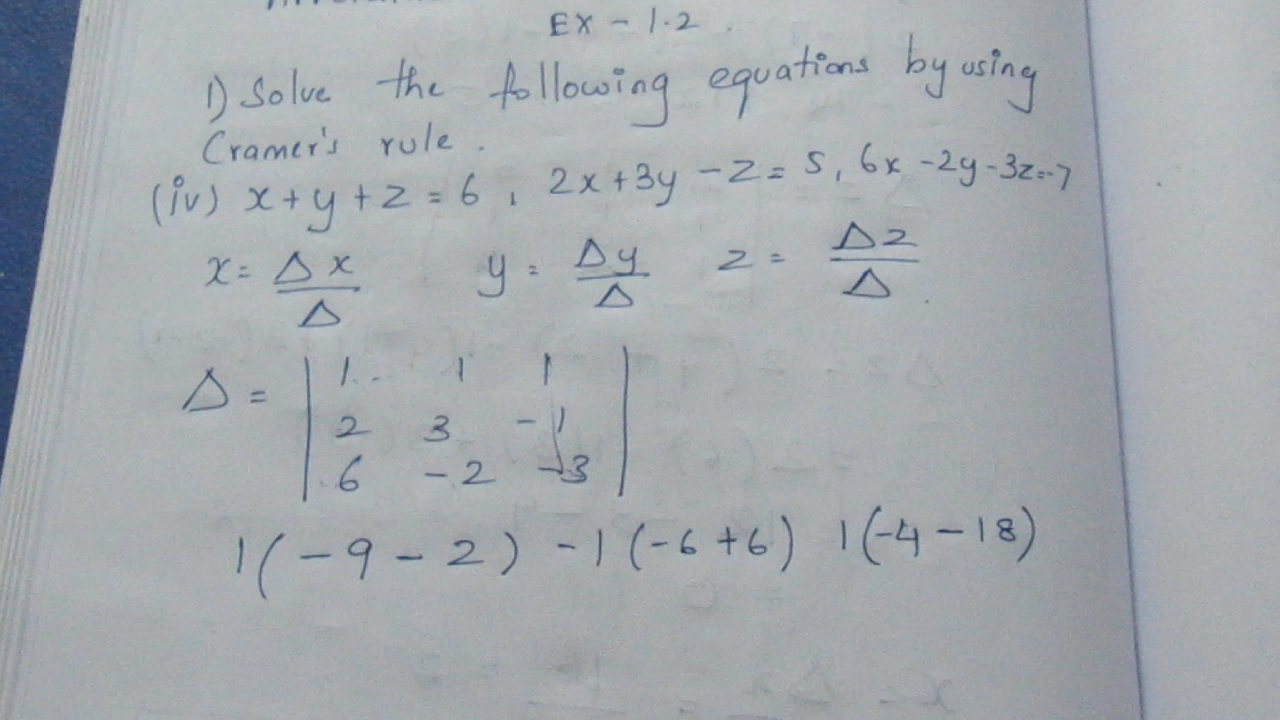 EX - 1.2.
1) Solve the following equations by using
Cramer's rule.
(iv) x + y + z = 6, 2x + 3y - z = 5, 6x - 2y - 3z = -7
x = Δx/Δ y = Δy/Δ z = Δz/Δ.
Δ = | 1 1 1 |
| 2 3 -1 |
| 6 -2 -3 |
1(-9 - 2) -1(-6 + 6) 1(-4 - 18)